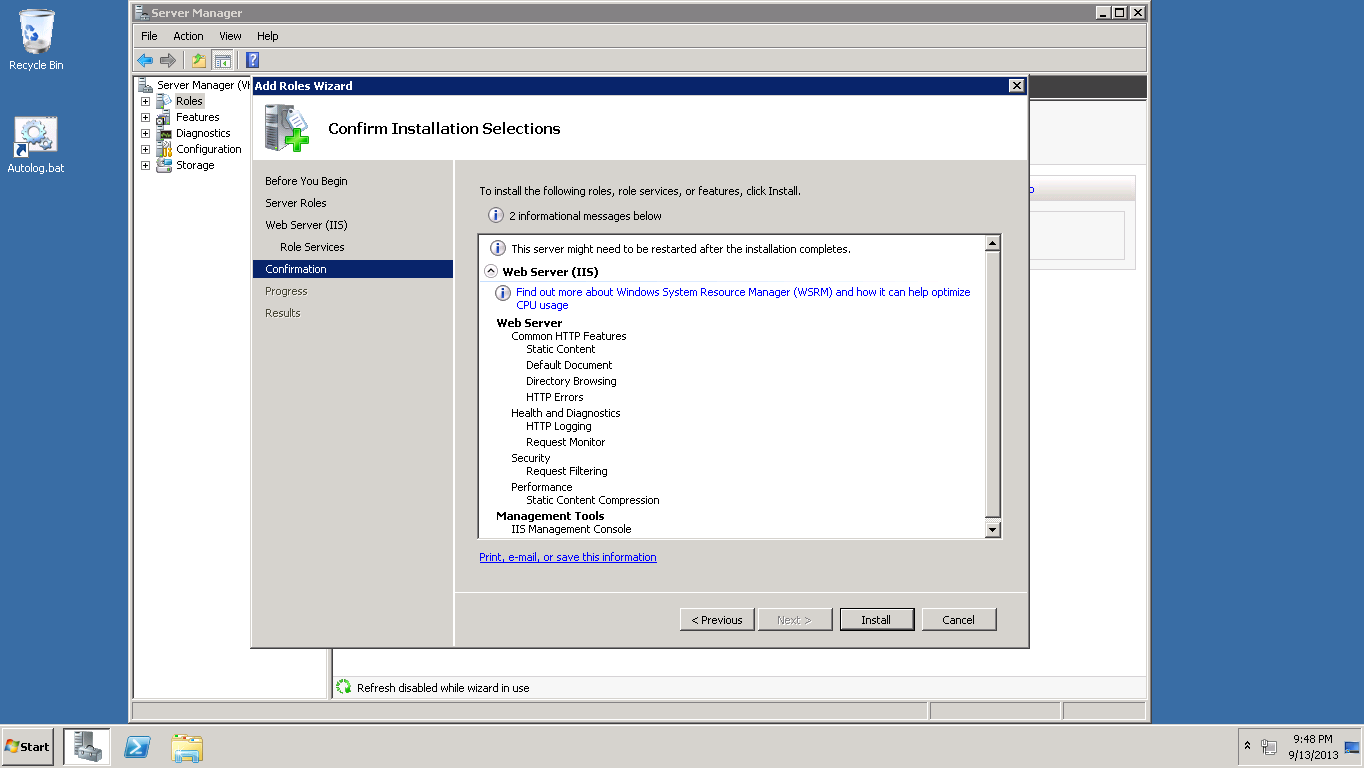 Recycle Bin
Autolog.bat
Server Manager
File Action View Help
Server Manager (
Roles
Features
Diagnostics
Configuration
Storage
Add Roles Wizard
Confirm Installation Selections
Before You Begin
Server Roles
Web Server (IIS)
Role Services
Confirmation
Progress
Results
To install the following roles, role services, or features, click Install.
2 informational messages below
This server might need to be restarted after the installation completes.
Web Server (IIS)
Find out more about Windows System Resource Manager (WSRM) and how it can help optimize
CPU usage
Web Server
Common HTTP Features
Static Content
Default Document
Directory Browsing
HTTP Errors
Health and Diagnostics
HTTP Logging
Request Monitor
Security
Request Filtering
Performance
Static Content Compression
Management Tools
IIS Management Console
Print, e-mail, or save this information
< Previous Next > Install Cancel
Refresh disabled while wizard in use
Start
9:48 PM
9/13/2013